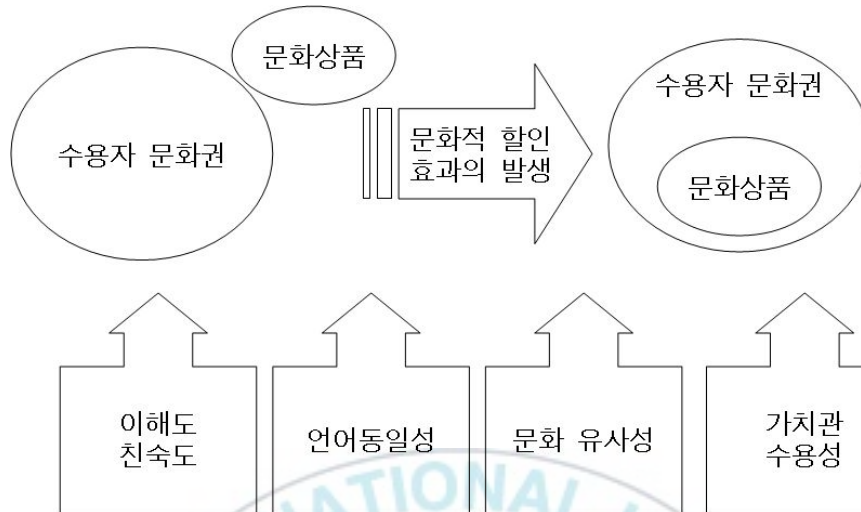 문화상품
수용자 문화권
문화적 할인
효과의 발생
수용자 문화권
문화상품
이해도
친숙도
언어동일성
문화 유사성
가치관
수용성
NATIONAL